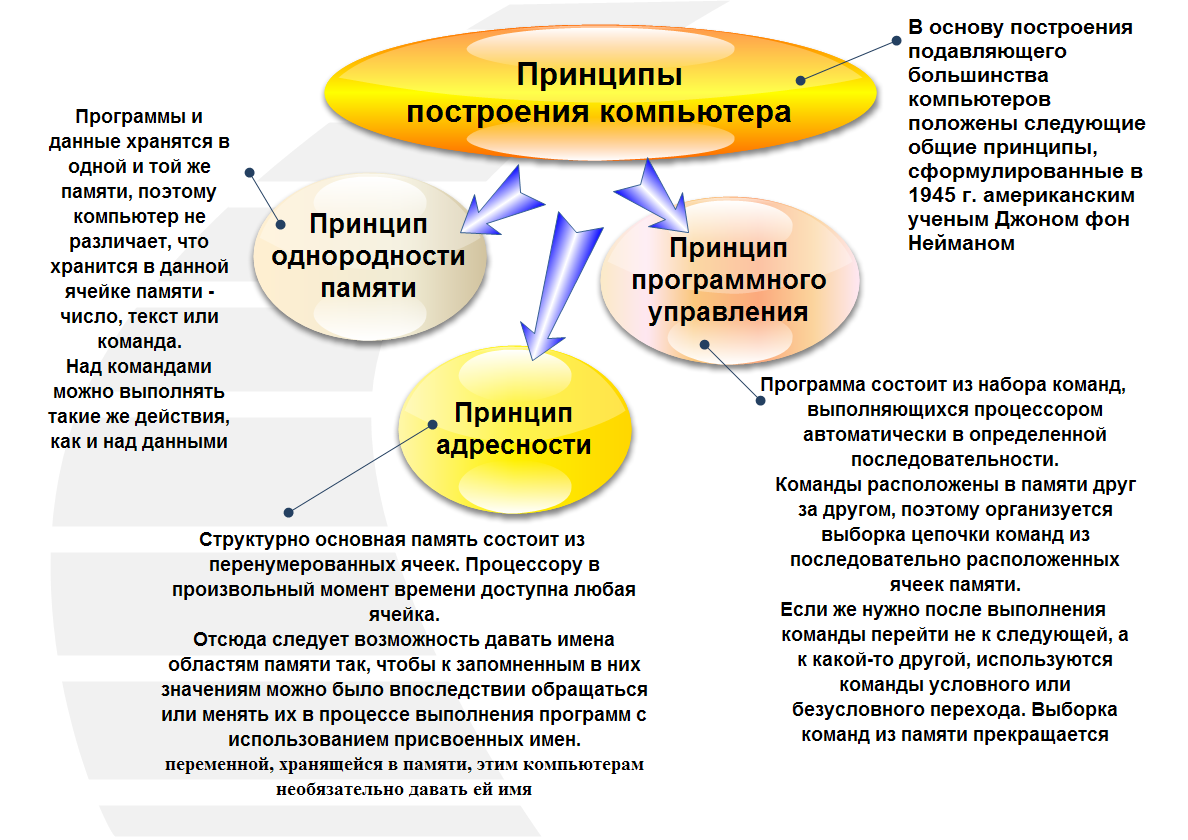 Принципы
построения компьютера
В основу построения
подавляющего
большинства
компьютеров
положены следующие
общие принципы,
сформулированные в
1945 г. американским
ученым Джоном фон
Нейманом
Программы и
данные хранятся в
одной и той же
памяти, поэтому
компьютер не
различает, что
хранится в данной
ячейке памяти -
число, текст или
команда.
Над командами
можно выполнять
такие же действия,
как и над данными
Принцип
однородности
памяти
Принцип
программного
управления
Принцип
адресности
Программа состоит из набора команд,
выполняющихся процессором
автоматически в определенной
последовательности.
Команды расположены в памяти друг
за другом, поэтому организуется
выборка цепочки команд из
последовательно расположенных
ячеек памяти.
Если же нужно после выполнения
команды перейти не к следующей, а
к какой-то другой, используются
команды условного или
безусловного перехода. Выборка
команд из памяти прекращается
Структурно основная память состоит из
перенумерованных ячеек. Процессору в
произвольный момент времени доступна любая
ячейка.
Отсюда следует возможность давать имена
областям памяти так, чтобы к запомненным в них
значениям можно было впоследствии обращаться
или менять их в процессе выполнения программ с
использованием присвоенных имен.
переменной, хранящейся в памяти, этим компьютерам
необязательно давать ей имя